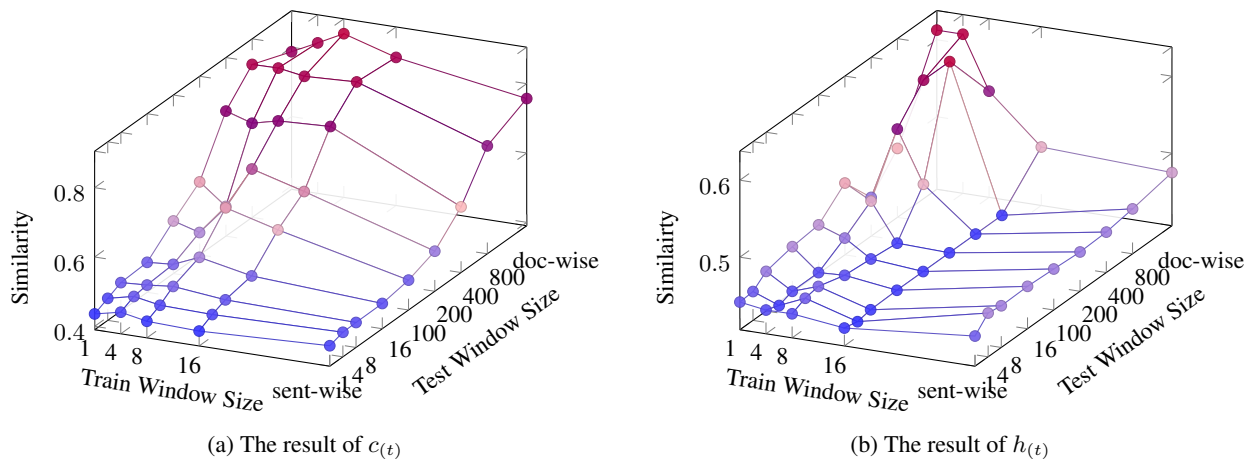 0.8
0.6
0.4
Similarity
1
4
8
16
Train Window Size
sent-wise
1
4
8
16
100
200
400
800
doc-wise
Test Window Size
(a) The result of c(t)
0.6
0.5
Similairty
1
4
8
16
Train Window Size
sent-wise
1
4
8
16
100
200
400
800
doc-wise
Test Window Size
(b) The result of h(t)